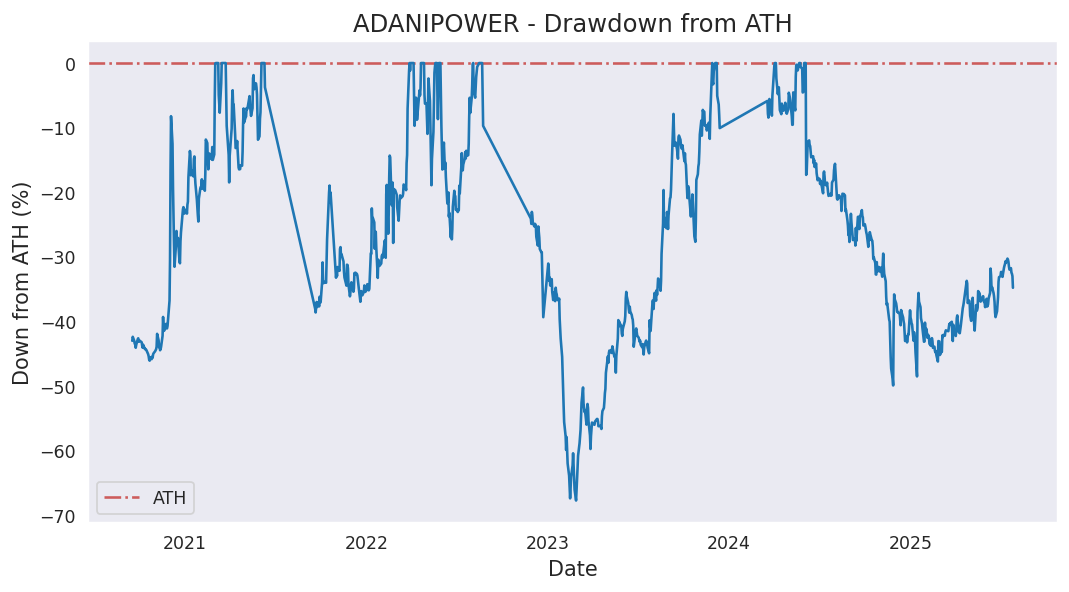 ADANIPOWER - Drawdown from ATH
Down from ATH (%)
0
−10
−20
−30
−40
−50
−60
−70
ATH
2021 2022 2023 2024 2025
Date